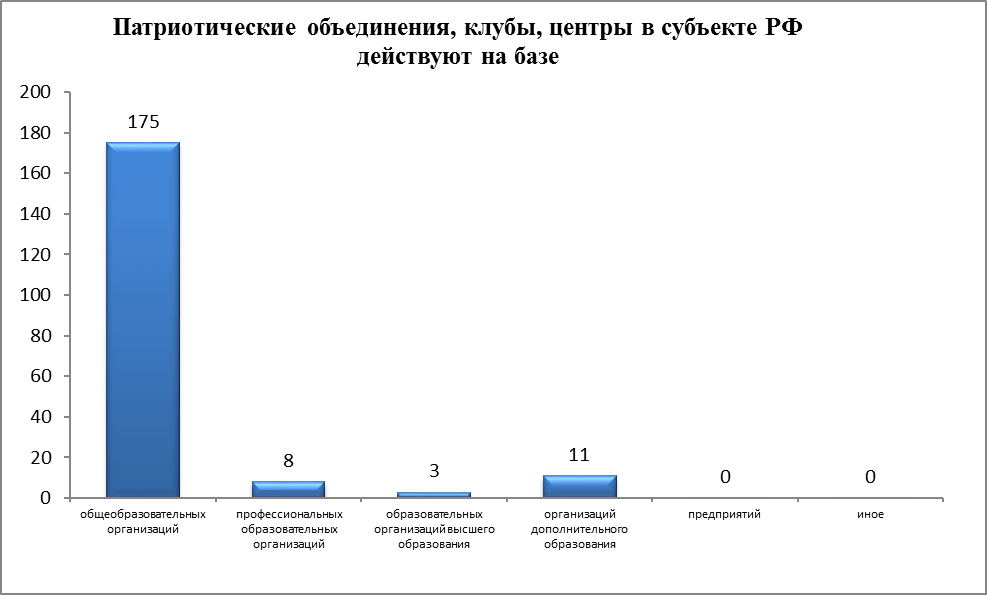 Патриотические объединения, клубы, центры в субъекте РФ
действуют на базе
200
180
160
140
120
100
80
60
40
20
0
175
8
3
11
0
0
общеобразовательных
организаций
профессиональных
образовательных
организаций
образовательных
организаций высшего
образования
организаций
дополнительного
образования
предприятий
иное